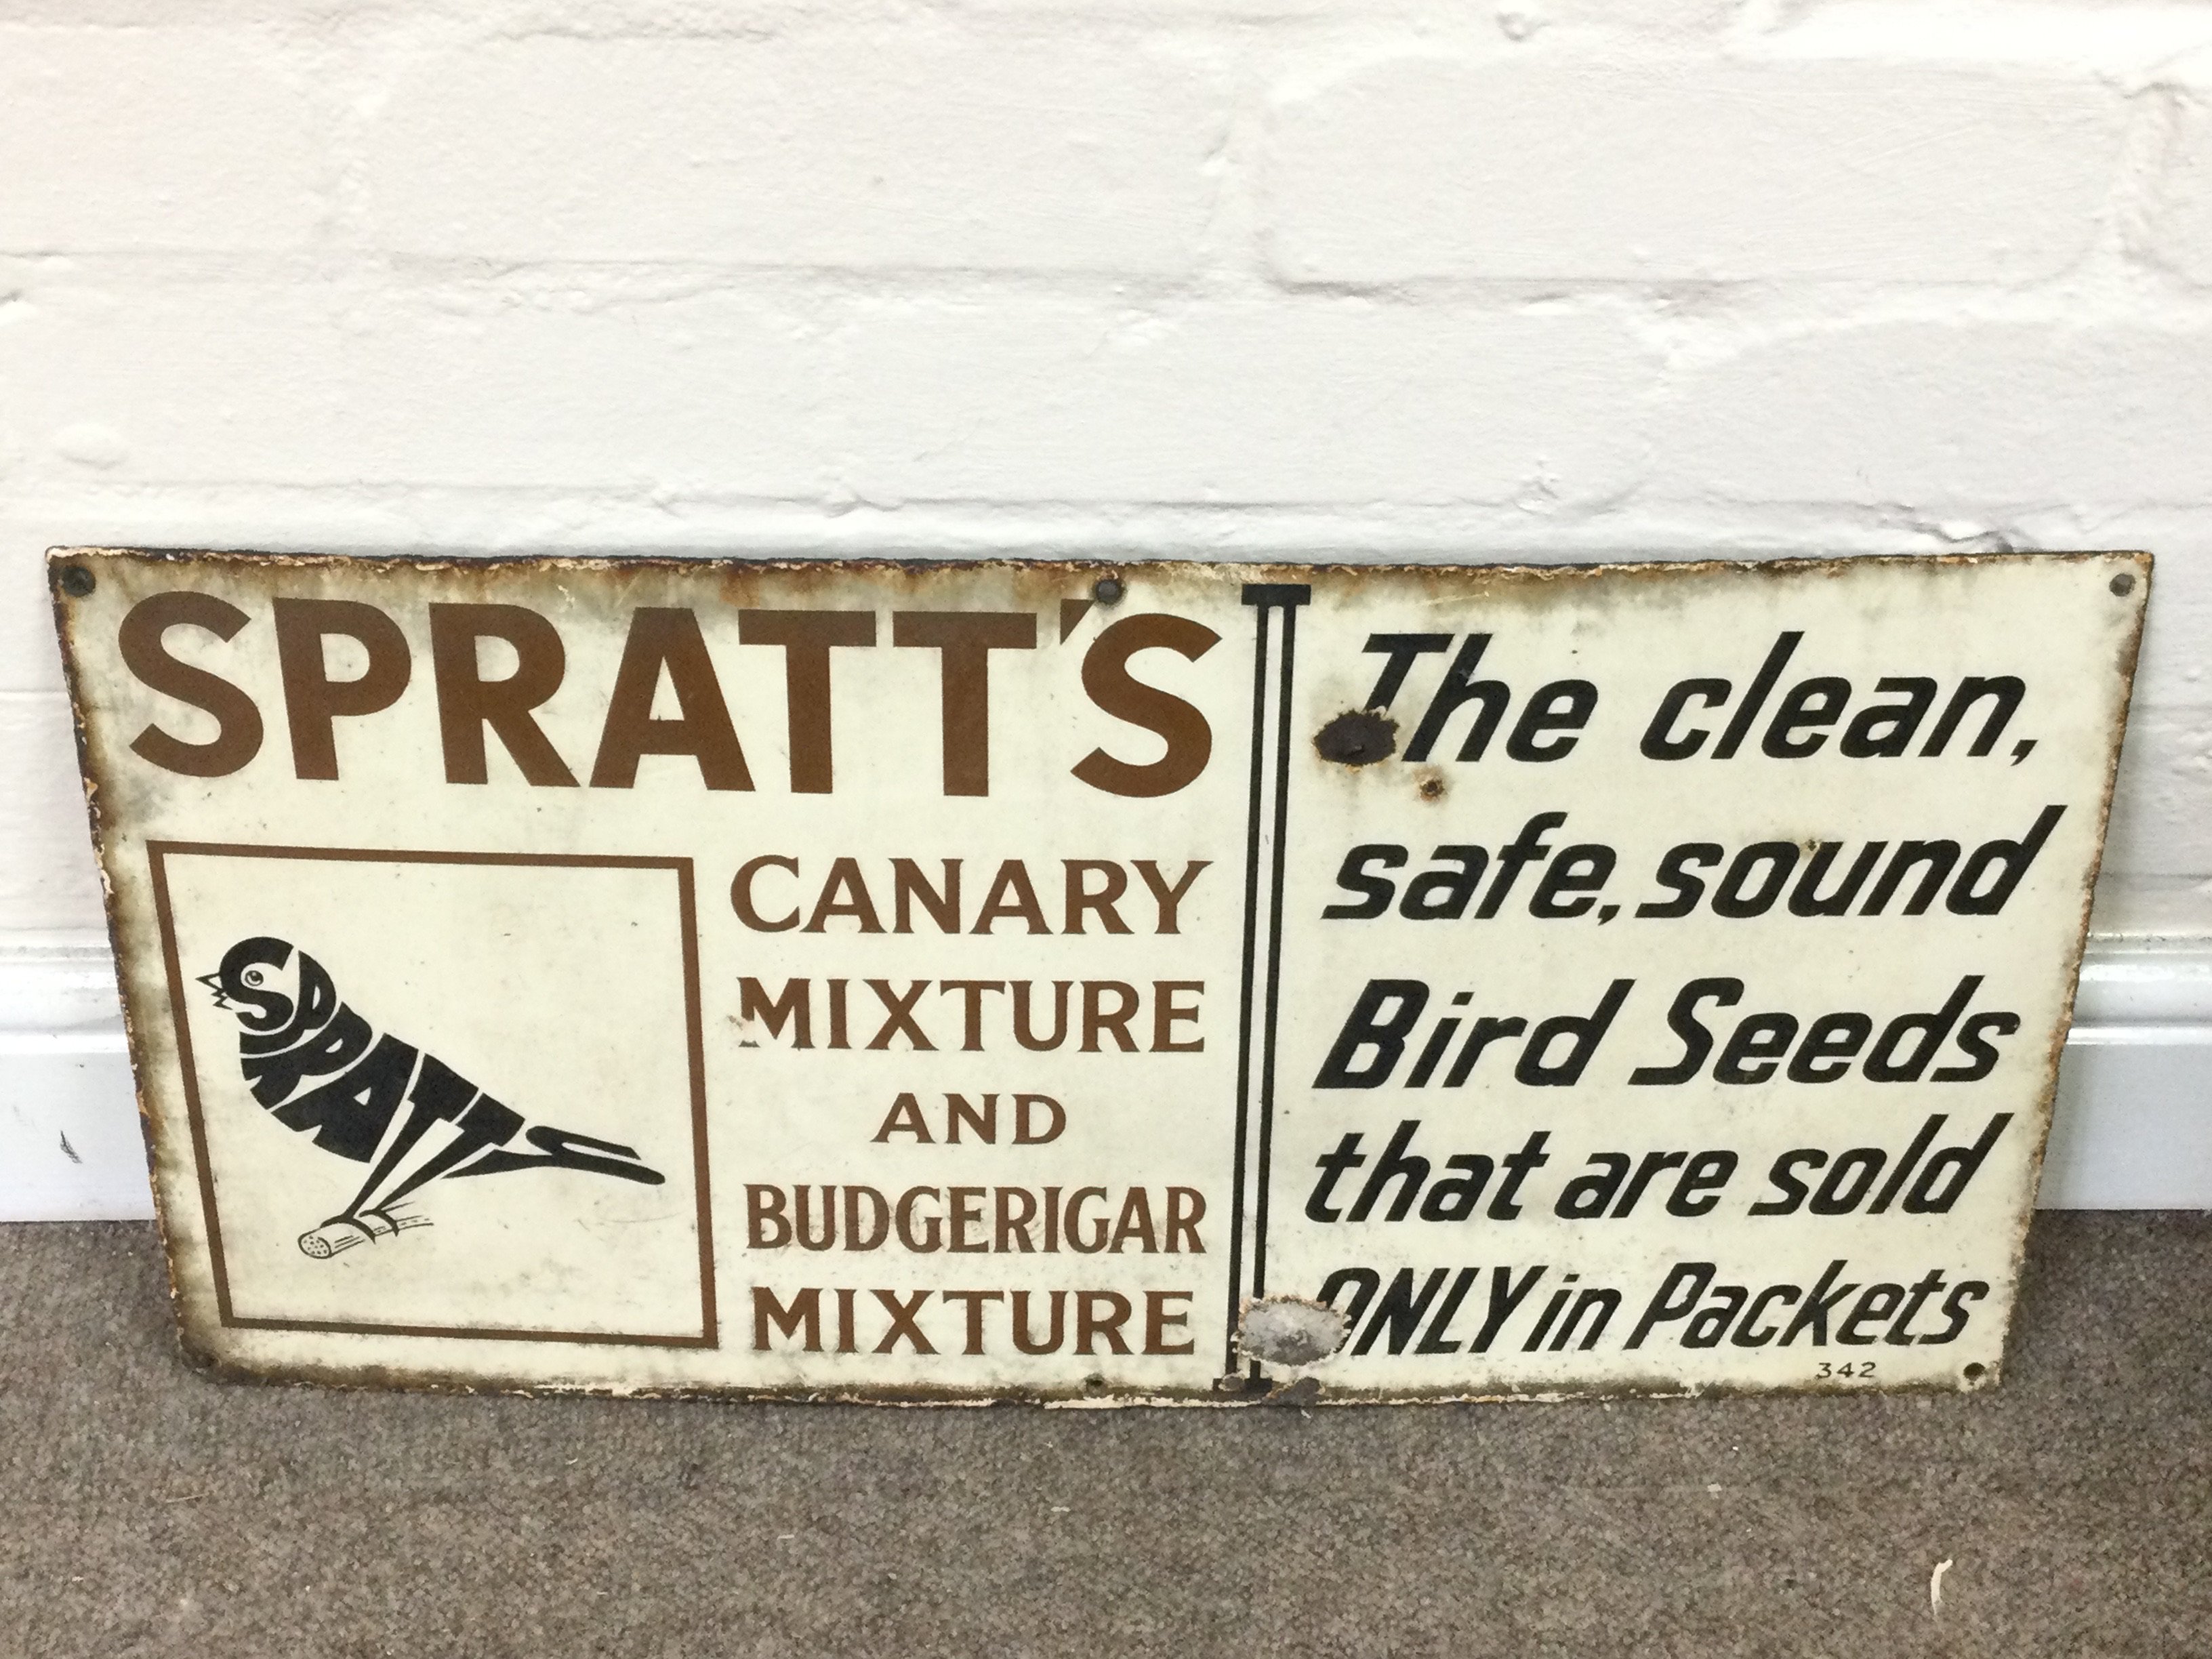 SPRATT'S
SPRATTS
CANARY
MIXTURE
AND
BUDGERIGAR
MIXTURE
The clean,
safe, sound
Bird Seeds
that are sold
ONLY in Packets
342